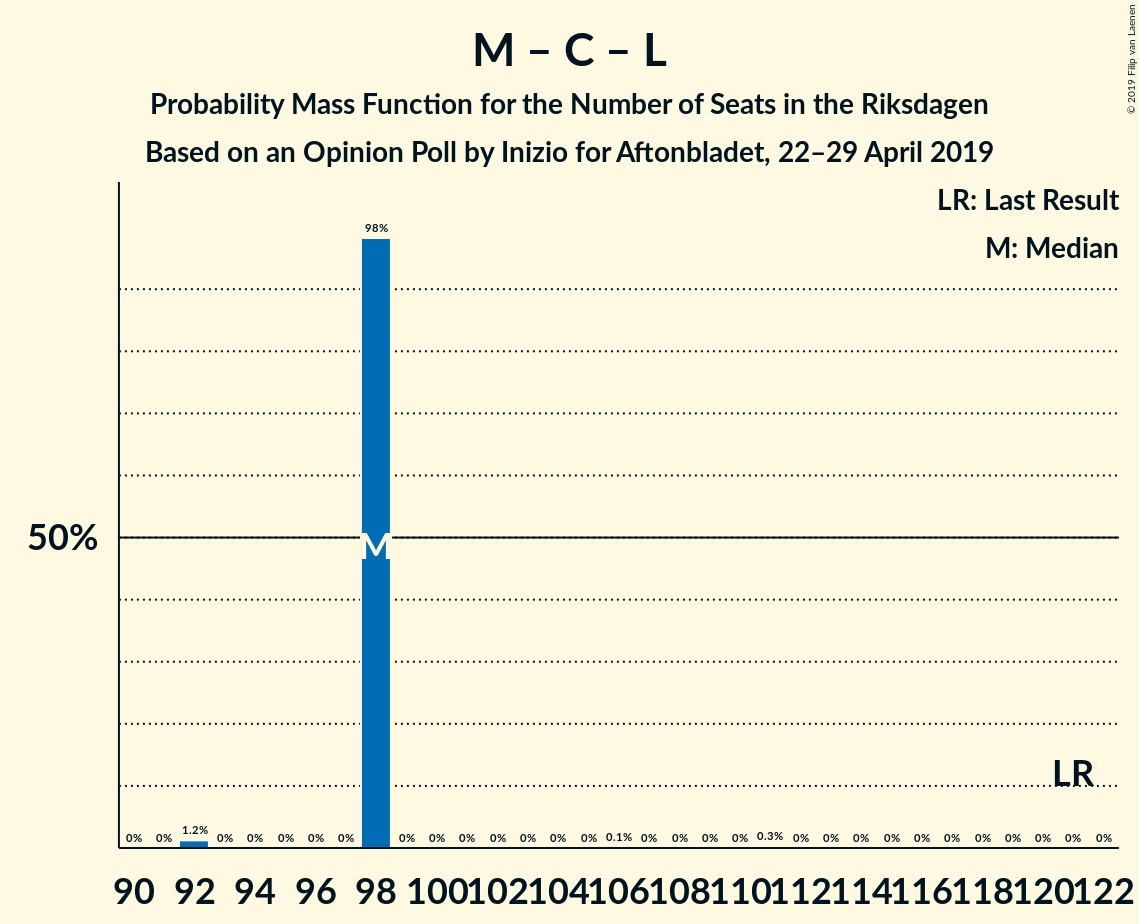 M – C – L
Probability Mass Function for the Number of Seats in the Riksdagen
Based on an Opinion Poll by Inizio for Aftonbladet, 22–29 April 2019
© 2019 Filip van Laenen
LR: Last Result
M: Median
98%
50%
M
LR
0% 0% 1.2% 0% 0% 0% 0% 0% 0% 0% 0% 0% 0% 0% 0% 0.1% 0% 0% 0% 0% 0.3% 0% 0% 0% 0% 0% 0% 0% 0% 0% 0% 0%
90 92 94 96 98 100 102 104 106 108 110 112 114 116 118 120 122